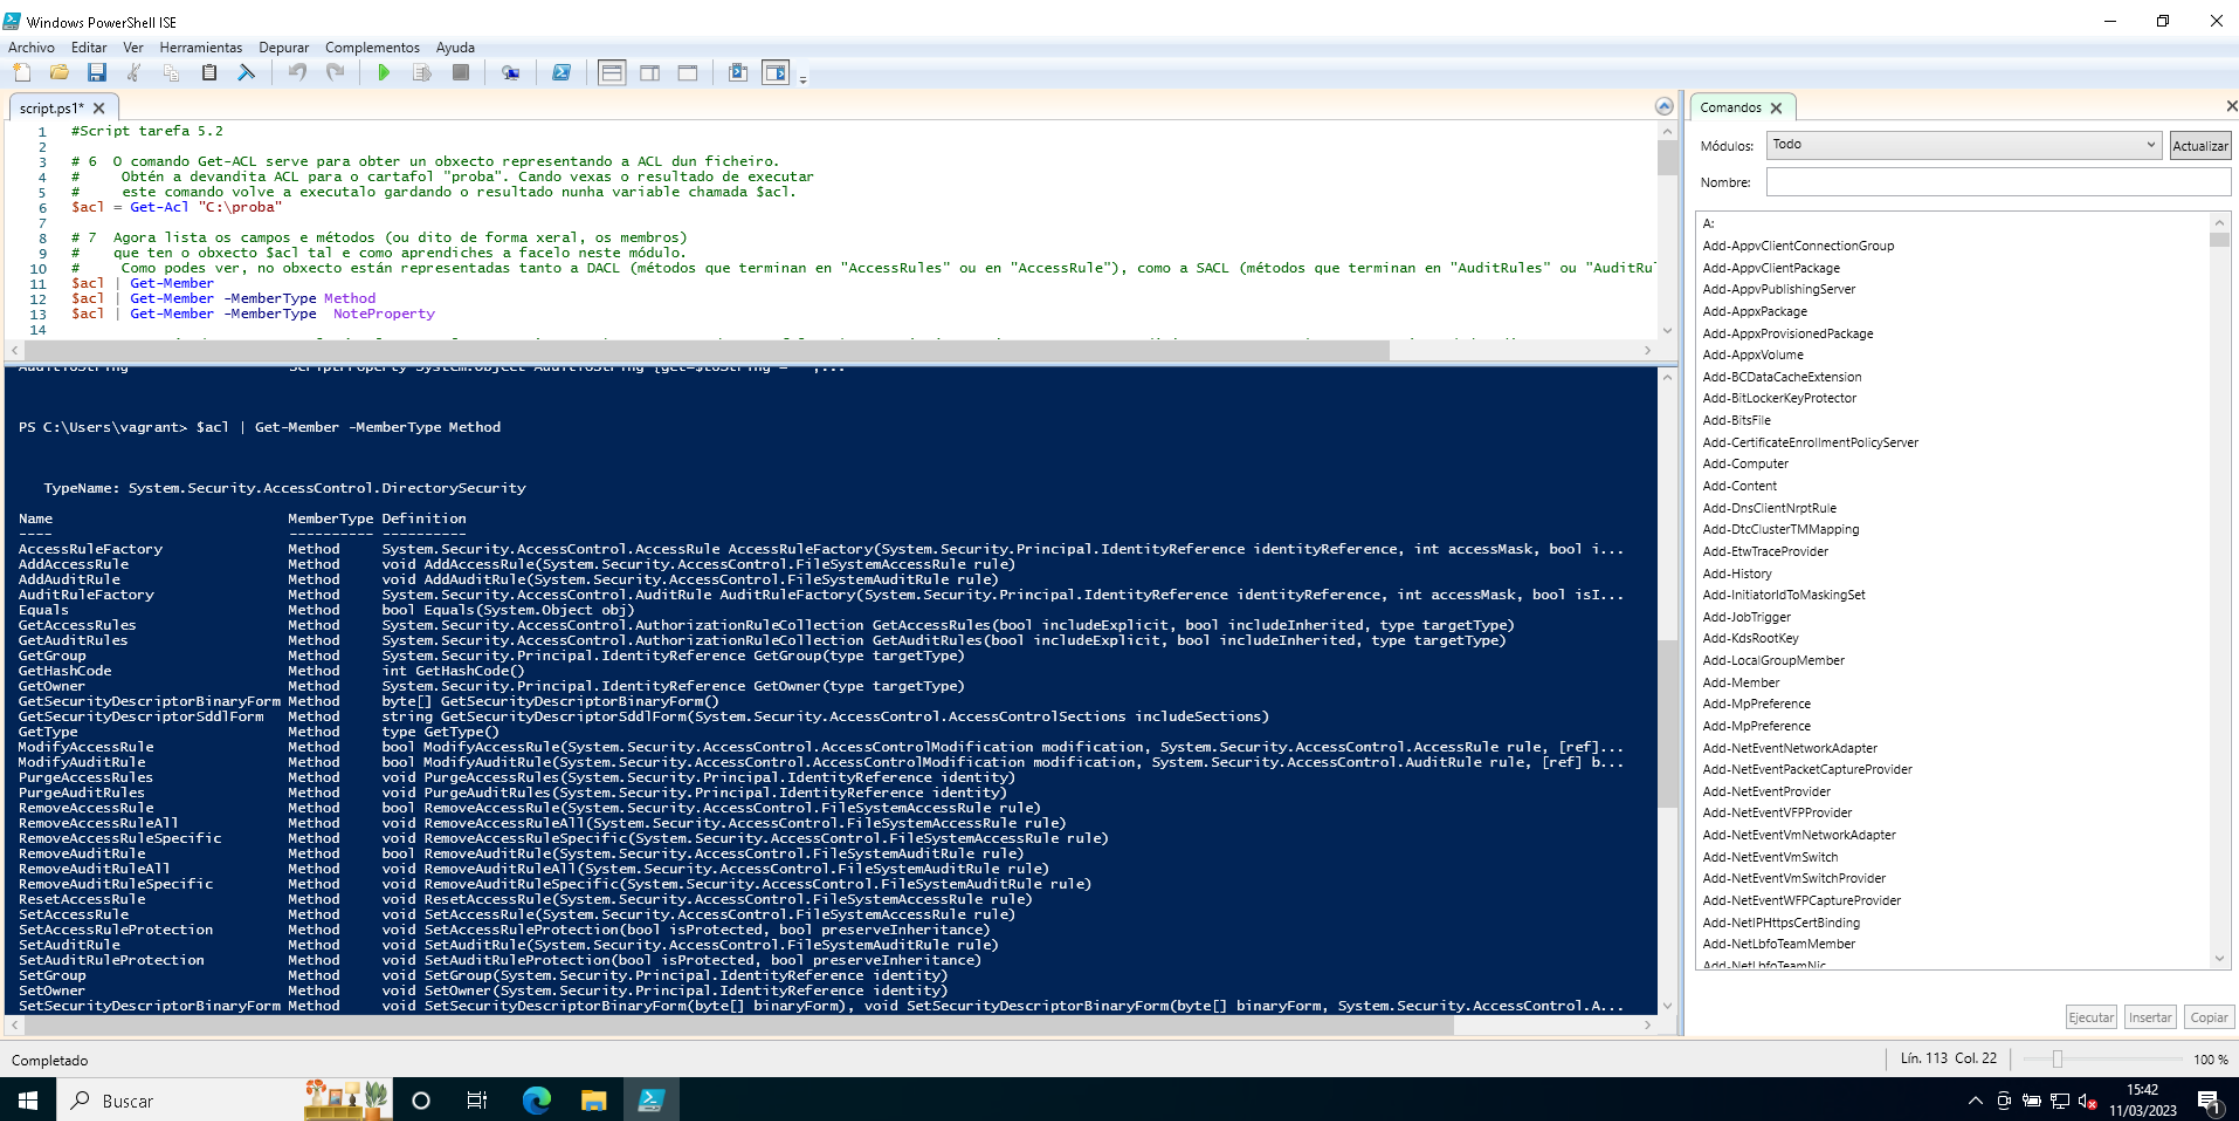 Windows PowerShell ISE
Archivo Editar Ver Herramientas Depurar Complementos Ayuda
script.ps1*
1 #Script tarefa 5.2
2
3 # 6 O comando Get-ACL serve para obter un obxecto representando a ACL dun ficheiro.
4 # Obtén a devandita ACL para o cartafol "proba". Cando vexas o resultado de executar
5 # este comando volve a executalo gardando o resultado nunha variable chamada $acl.
6 $acl = Get-Acl "C:\proba"
7
8 # 7 Agora lista os campos e métodos (ou dito de forma xeral, os membros)
9 # que ten o obxecto $acl tal e como aprendiches a facelo neste módulo.
10 # Como podes ver, no obxecto están representadas tanto a DACL (métodos que terminan en "AccessRules" ou en "AccessRule"), como a SACL (métodos que terminan en "AuditRules" ou "AuditRu
11 $acl | Get-Member
12 $acl | Get-Member -MemberType Method
13 $acl | Get-Member -MemberType NoteProperty
14
PS C:\Users\vagrant> $acl | Get-Member -MemberType Method
TypeName: System.Security.AccessControl.DirectorySecurity
Name MemberType Definition
---- ---------- ----------
AccessRuleFactory Method System.Security.AccessControl.AccessRule AccessRuleFactory(System.Security.Principal.IdentityReference identityReference, int accessMask, bool i...
AddAccessRule Method void AddAccessRule(System.Security.AccessControl.FileSystemAccessRule rule)
AddAuditRule Method void AddAuditRule(System.Security.AccessControl.FileSystemAuditRule rule)
AuditRuleFactory Method System.Security.AccessControl.AuditRule AuditRuleFactory(System.Security.Principal.IdentityReference identityReference, int accessMask, bool isI...
Equals Method bool Equals(System.Object obj)
GetAccessRules Method System.Security.AccessControl.AuthorizationRuleCollection GetAccessRules(bool includeExplicit, bool includeInherited, type targetType)
GetAuditRules Method System.Security.AccessControl.AuthorizationRuleCollection GetAuditRules(bool includeExplicit, bool includeInherited, type targetType)
GetGroup Method System.Security.Principal.IdentityReference GetGroup(type targetType)
GetHashCode Method int GetHashCode()
GetOwner Method System.Security.Principal.IdentityReference GetOwner(type targetType)
GetSecurityDescriptorBinaryForm Method byte[] GetSecurityDescriptorBinaryForm()
GetSecurityDescriptorSddlForm Method string GetSecurityDescriptorSddlForm(System.Security.AccessControl.AccessControlSections includeSections)
GetType Method type GetType()
ModifyAccessRule Method bool ModifyAccessRule(System.Security.AccessControl.AccessControlModification modification, System.Security.AccessControl.AccessRule rule, [ref]...
ModifyAuditRule Method bool ModifyAuditRule(System.Security.AccessControl.AccessControlModification modification, System.Security.AccessControl.AuditRule rule, [ref] b...
PurgeAccessRules Method void PurgeAccessRules(System.Security.Principal.IdentityReference identity)
PurgeAuditRules Method void PurgeAuditRules(System.Security.Principal.IdentityReference identity)
RemoveAccessRule Method bool RemoveAccessRule(System.Security.AccessControl.FileSystemAccessRule rule)
RemoveAccessRuleAll Method void RemoveAccessRuleAll(System.Security.AccessControl.FileSystemAccessRule rule)
RemoveAccessRuleSpecific Method void RemoveAccessRuleSpecific(System.Security.AccessControl.FileSystemAccessRule rule)
RemoveAuditRule Method bool RemoveAuditRule(System.Security.AccessControl.FileSystemAuditRule rule)
RemoveAuditRuleAll Method void RemoveAuditRuleAll(System.Security.AccessControl.FileSystemAuditRule rule)
RemoveAuditRuleSpecific Method void RemoveAuditRuleSpecific(System.Security.AccessControl.FileSystemAuditRule rule)
ResetAccessRule Method void ResetAccessRule(System.Security.AccessControl.FileSystemAccessRule rule)
SetAccessRule Method void SetAccessRule(System.Security.AccessControl.FileSystemAccessRule rule)
SetAccessRuleProtection Method void SetAccessRuleProtection(bool isProtected, bool preserveInheritance)
SetAuditRule Method void SetAuditRule(System.Security.AccessControl.FileSystemAuditRule rule)
SetAuditRuleProtection Method void SetAuditRuleProtection(bool isProtected, bool preserveInheritance)
SetGroup Method void SetGroup(System.Security.Principal.IdentityReference identity)
SetOwner Method void SetOwner(System.Security.Principal.IdentityReference identity)
SetSecurityDescriptorBinaryForm Method void SetSecurityDescriptorBinaryForm(byte[] binaryForm), void SetSecurityDescriptorBinaryForm(byte[] binaryForm, System.Security.AccessControl.A...
Comandos
Módulos: Todo Actualizar
Nombre:
A:
Add-AppvClientConnectionGroup
Add-AppvClientPackage
Add-AppvPublishingServer
Add-AppxPackage
Add-AppxProvisionedPackage
Add-AppxVolume
Add-BCDataCacheExtension
Add-BitLockerKeyProtector
Add-BitsFile
Add-CertificateEnrollmentPolicyServer
Add-Computer
Add-Content
Add-DnsClientNrptRule
Add-DtcClusterTMMapping
Add-EtwTraceProvider
Add-History
Add-InitiatorIdToMaskingSet
Add-JobTrigger
Add-KdsRootKey
Add-LocalGroupMember
Add-Member
Add-MpPreference
Add-MpPreference
Add-NetEventNetworkAdapter
Add-NetEventPacketCaptureProvider
Add-NetEventProvider
Add-NetEventVFPProvider
Add-NetEventVmNetworkAdapter
Add-NetEventVmSwitch
Add-NetEventVmSwitchProvider
Add-NetEventWFPCaptureProvider
Add-NetIPHttpsCertBinding
Add-NetLbfoTeamMember
Add-NetLbfoTeamNic
Ejecutar Insertar Copiar
Completado
Lín. 113 Col. 22 100 %
Buscar
15:42
11/03/2023
1